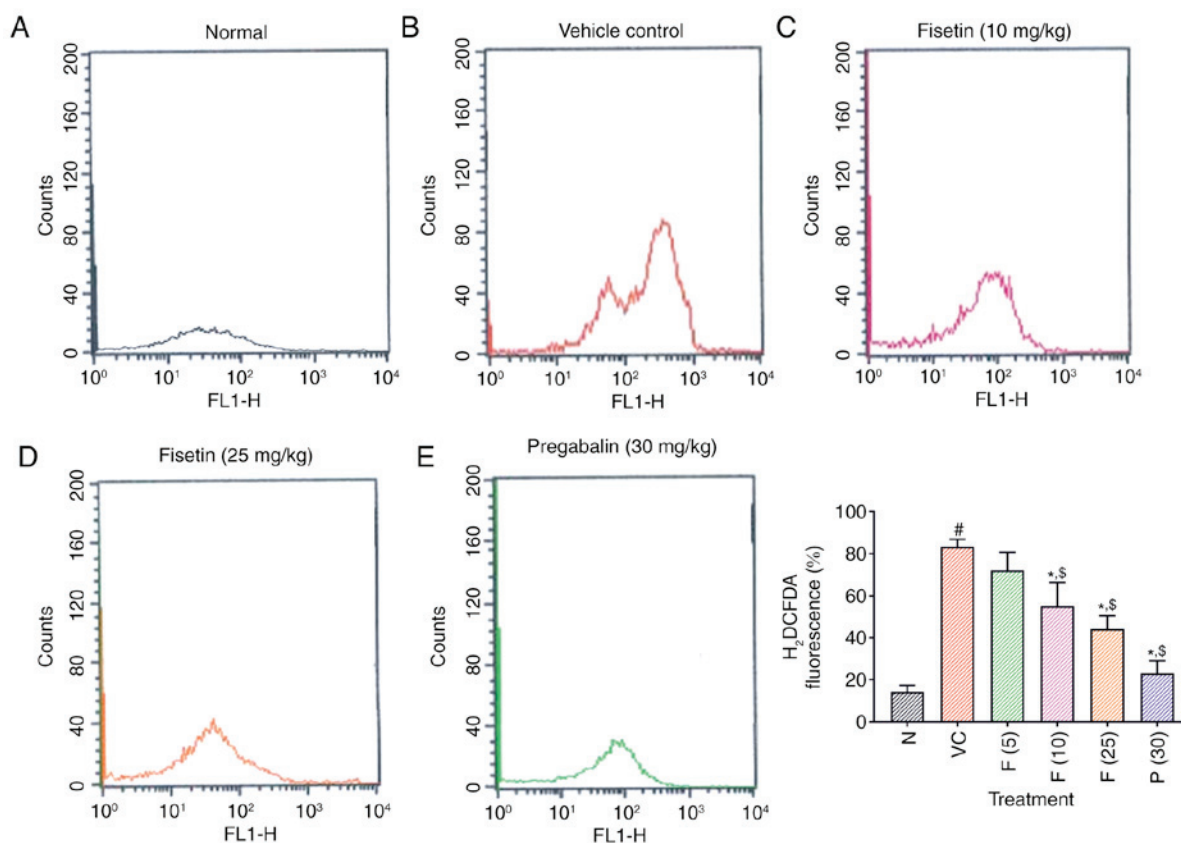 A
Normal
Counts
200
160
120
80
40
0
10⁰ 10¹ 10² 10³ 10⁴
FL1-H
B
Vehicle control
Counts
200
160
120
80
40
0
10⁰ 10¹ 10² 10³ 10⁴
FL1-H
C
Fisetin (10 mg/kg)
Counts
200
160
120
80
40
0
10⁰ 10¹ 10² 10³ 10⁴
FL1-H
D
Fisetin (25 mg/kg)
Counts
200
160
120
80
40
0
10⁰ 10¹ 10² 10³ 10⁴
FL1-H
E
Pregabalin (30 mg/kg)
Counts
200
160
120
80
40
0
10⁰ 10¹ 10² 10³ 10⁴
FL1-H
H₂DCFDA
fluorescence (%)
100
80
60
40
20
0
#
*,$
*,$
*,$
N
VC
F (5)
F (10)
F (25)
P (30)
Treatment